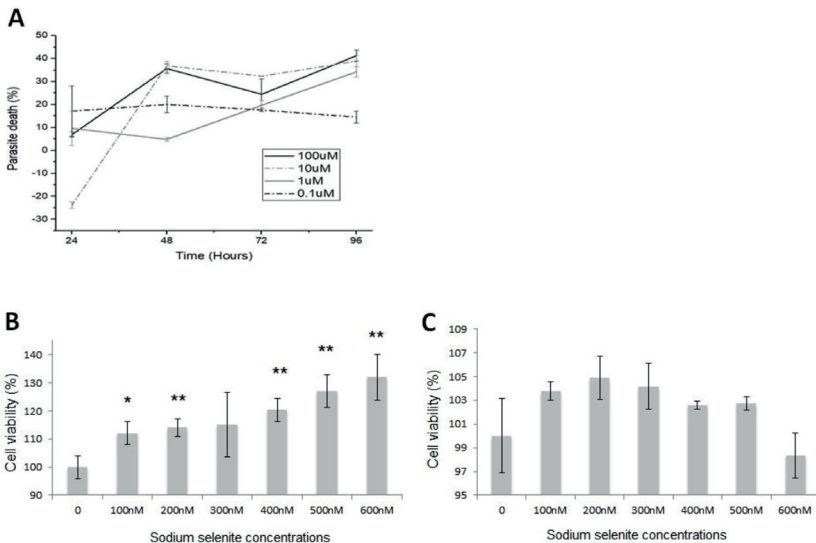 A
Parasite death (%)
50
40
30
20
10
0
-10
-20
-30
100uM
10uM
1uM
0.1uM
24 48 72 96
Time (Hours)
B
Cell viability (%)
140
130
120
110
100
90
* ** ** ** **
0 100nM 200nM 300nM 400nM 500nM 600nM
Sodium selenite concentrations
C
Cell viability (%)
109
107
105
103
101
99
97
95
0 100nM 200nM 300nM 400nM 500nM 600nM
Sodium selenite concentrations